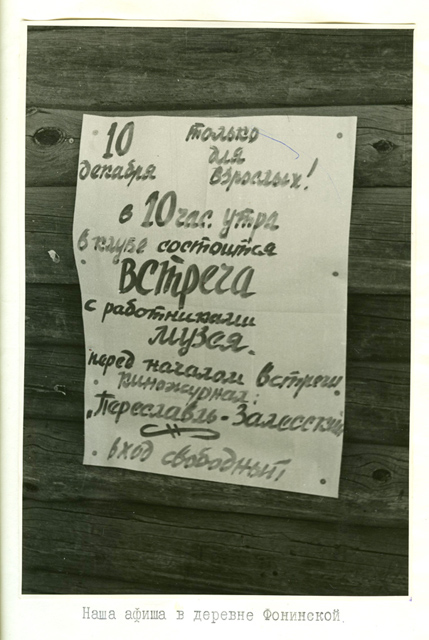 10 только
для
декабря взрослых!
в 10 час. утра
в клубе состоится
встреча
с работниками
музея.
перед началом встречи
киножурнал:
„Переславль-Залесский"
вход свободный
Наша афиша в деревне Фонинской.